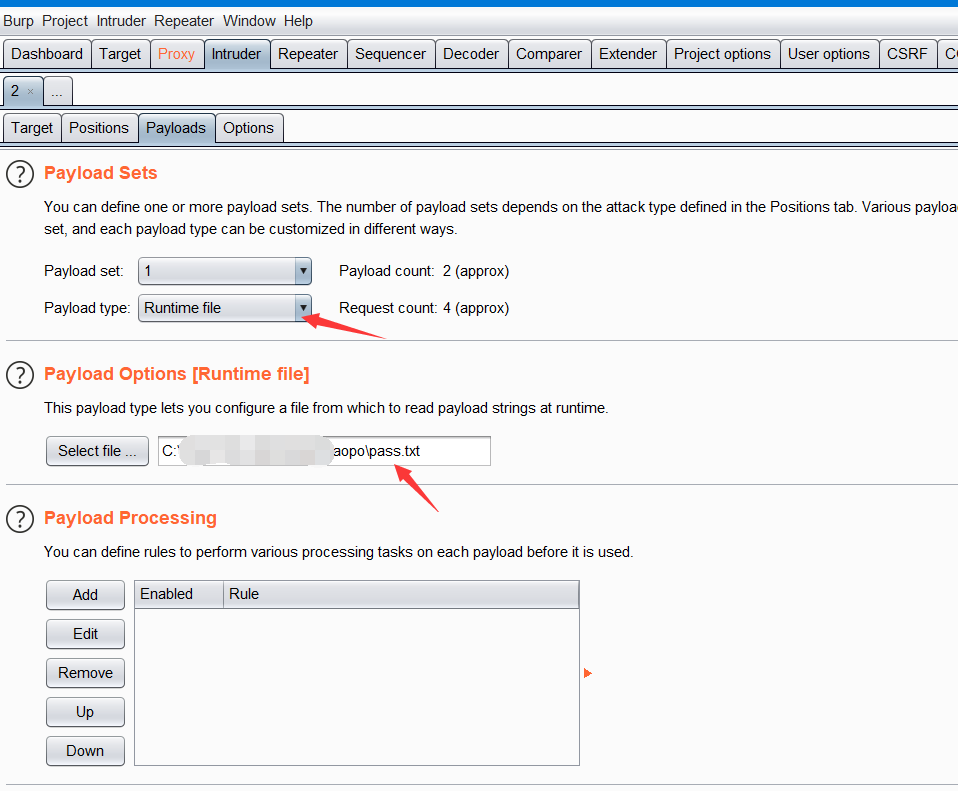 Burp Project Intruder Repeater Window Help
Dashboard Target Proxy Intruder Repeater Sequencer Decoder Comparer Extender Project options User options CSRF
2 × ...
Target Positions Payloads Options
? Payload Sets
You can define one or more payload sets. The number of payload sets depends on the attack type defined in the Positions tab. Various
set, and each payload type can be customized in different ways.
Payload set: 1 Payload count: 2 (approx)
Payload type: Runtime file Request count: 4 (approx)
? Payload Options [Runtime file]
This payload type lets you configure a file from which to read payload strings at runtime.
Select file ... C:\ aopo\pass.txt
? Payload Processing
You can define rules to perform various processing tasks on each payload before it is used.
Add Enabled Rule
Edit
Remove
Up
Down